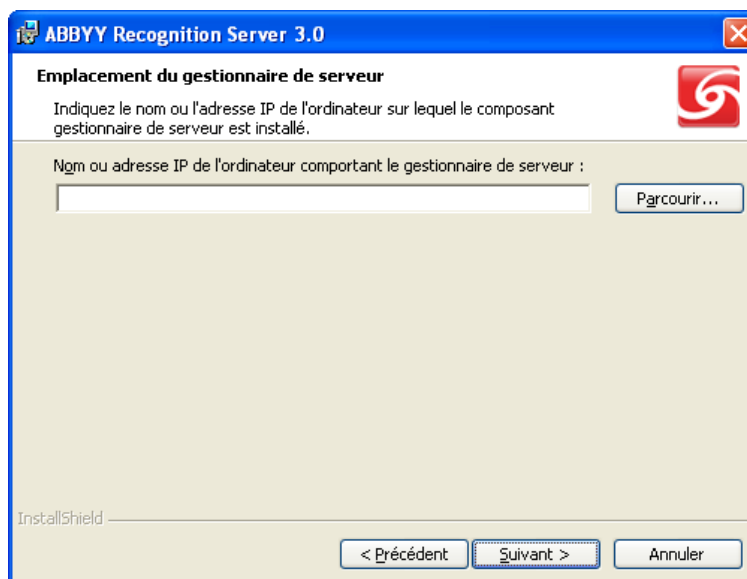 ABBYY Recognition Server 3.0
Emplacement du gestionnaire de serveur
Indiquez le nom ou l'adresse IP de l'ordinateur sur lequel le composant
gestionnaire de serveur est installé.
Nom ou adresse IP de l'ordinateur comportant le gestionnaire de serveur :
Parcourir...
InstallShield
< Précédent
Suivant >
Annuler